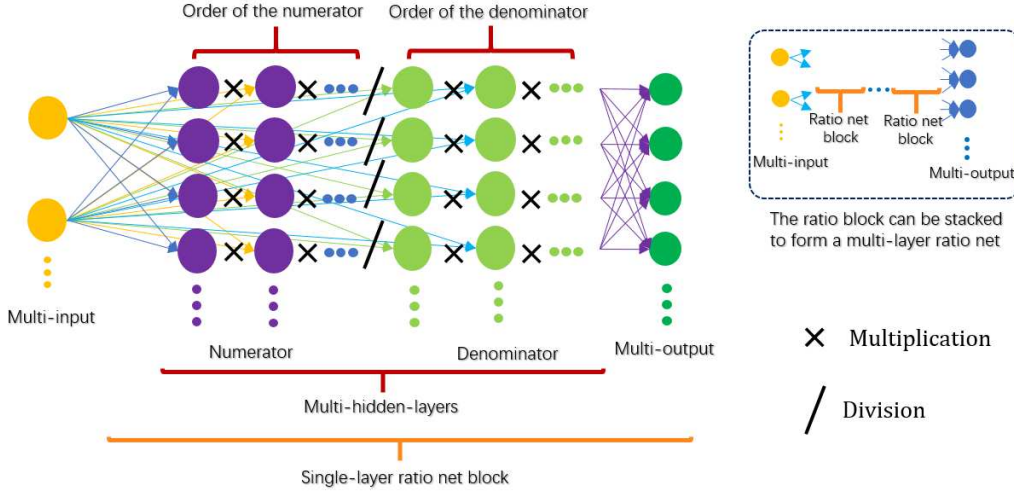 Order of the numerator
Order of the denominator
Multi-input
Numerator
Denominator
Multi-output
Multi-hidden-layers
Single-layer ratio net block
Ratio net
block
Ratio net
block
Multi-input
Multi-output
The ratio block can be stacked
to form a multi-layer ratio net
Multiplication
Division